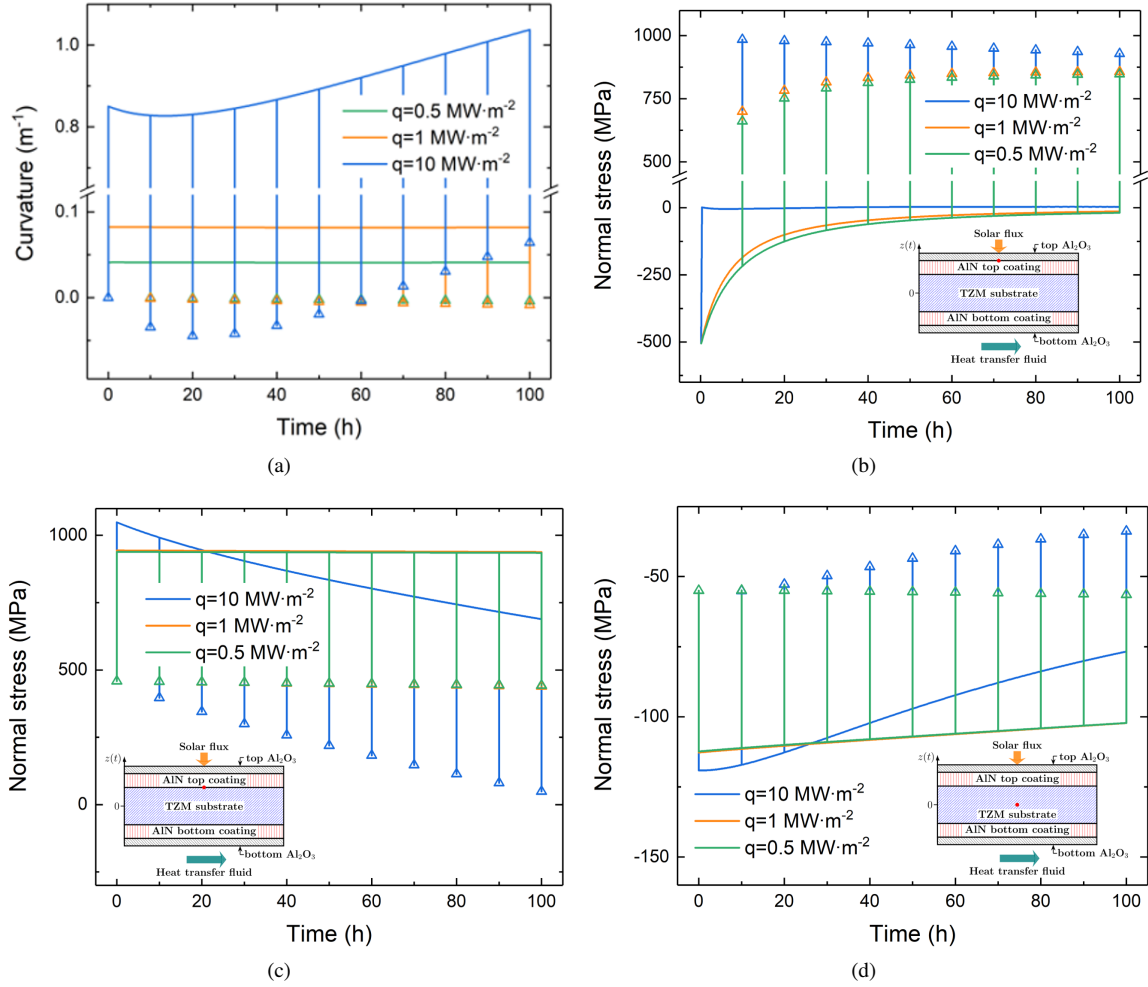 1.0
0.8
0.1
0.0
Curvature (m⁻¹)
q=0.5 MW·m⁻²
q=1 MW·m⁻²
q=10 MW·m⁻²
0 20 40 60 80 100
Time (h)
(a)
1000
750
500
0
-250
-500
Normal stress (MPa)
q=10 MW·m⁻²
q=1 MW·m⁻²
q=0.5 MW·m⁻²
Solar flux
z(t) top Al₂O₃
AlN top coating
0 TZM substrate
AlN bottom coating
bottom Al₂O₃
Heat transfer fluid
0 20 40 60 80 100
Time (h)
(b)
1000
500
0
Normal stress (MPa)
q=10 MW·m⁻²
q=1 MW·m⁻²
q=0.5 MW·m⁻²
Solar flux
z(t) top Al₂O₃
AlN top coating
0 TZM substrate
AlN bottom coating
bottom Al₂O₃
Heat transfer fluid
0 20 40 60 80 100
Time (h)
(c)
-50
-100
-150
Normal stress (MPa)
q=10 MW·m⁻²
q=1 MW·m⁻²
q=0.5 MW·m⁻²
Solar flux
z(t) top Al₂O₃
AlN top coating
0 TZM substrate
AlN bottom coating
bottom Al₂O₃
Heat transfer fluid
0 20 40 60 80 100
Time (h)
(d)